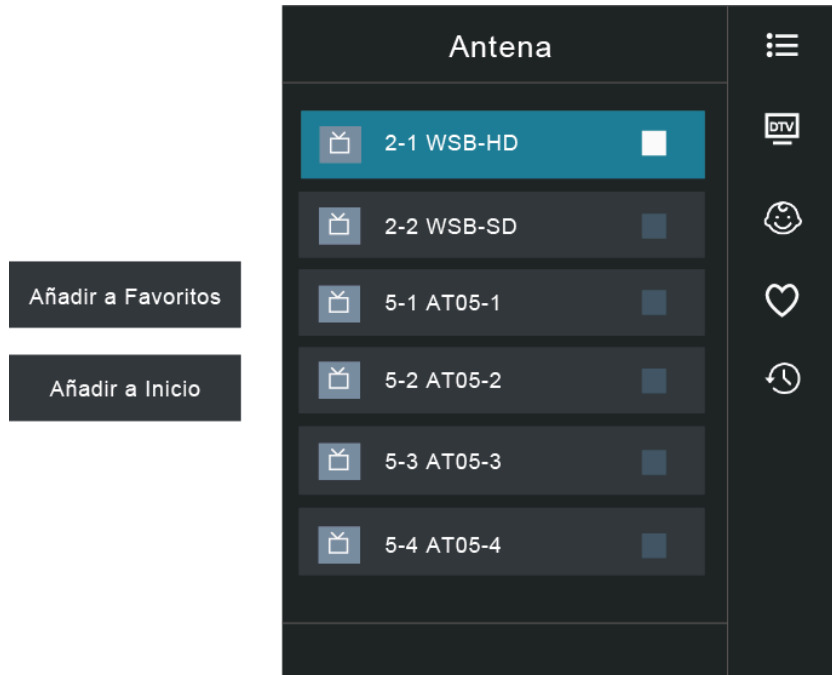 Antena
DTV
2-1 WSB-HD
2-2 WSB-SD
Añadir a Favoritos
5-1 AT05-1
Añadir a Inicio
5-2 AT05-2
5-3 AT05-3
5-4 AT05-4